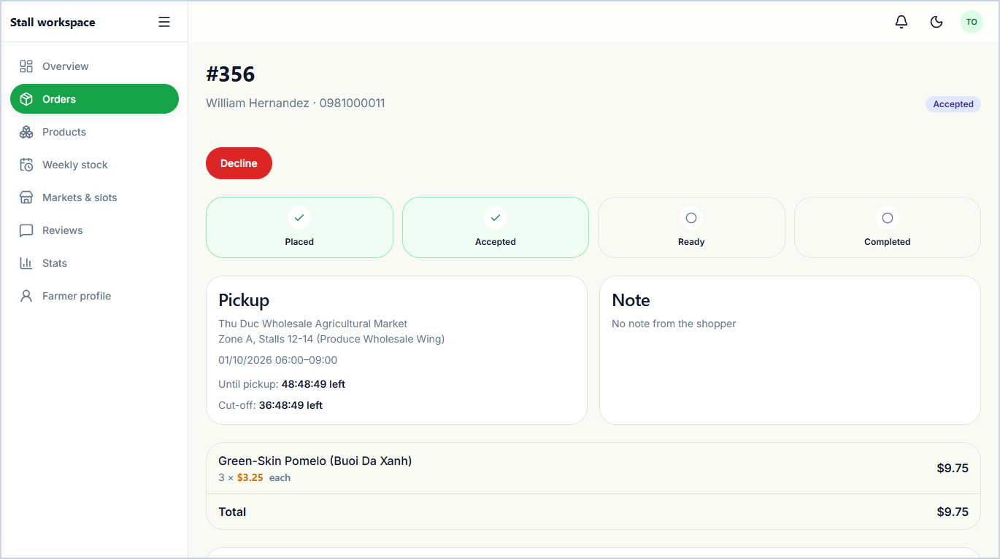 Stall workspace
TO
Overview
Orders
Products
Weekly stock
Markets & slots
Reviews
Stats
Farmer profile
#356
William Hernandez · 0981000011
Accepted
Decline
Placed
Accepted
Ready
Completed
Pickup
Thu Duc Wholesale Agricultural Market
Zone A, Stalls 12-14 (Produce Wholesale Wing)
01/10/2026 06:00–09:00
Until pickup: 48:48:49 left
Cut-off: 36:48:49 left
Note
No note from the shopper
Green-Skin Pomelo (Buoi Da Xanh)
3 × $3.25 each
$9.75
Total
$9.75